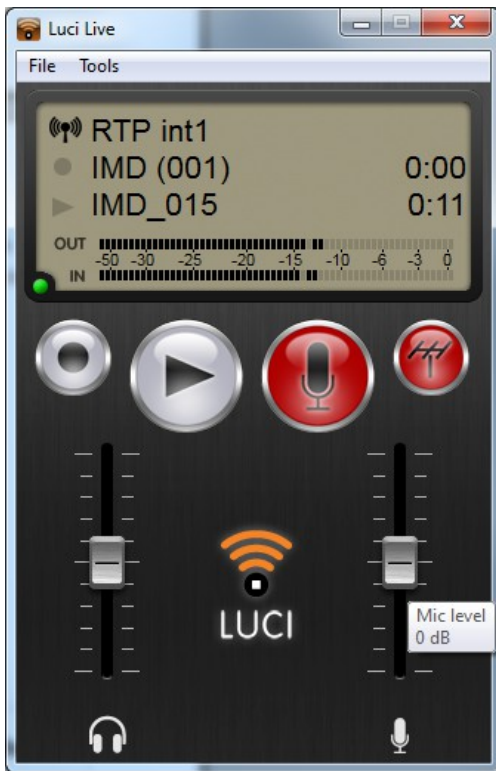 Luci Live
File Tools
RTP int1
IMD (001) 0:00
IMD_015 0:11
OUT
-50 -30 -25 -20 -15 -10 -6 -3 0
IN
LUCI
Mic level
0 dB